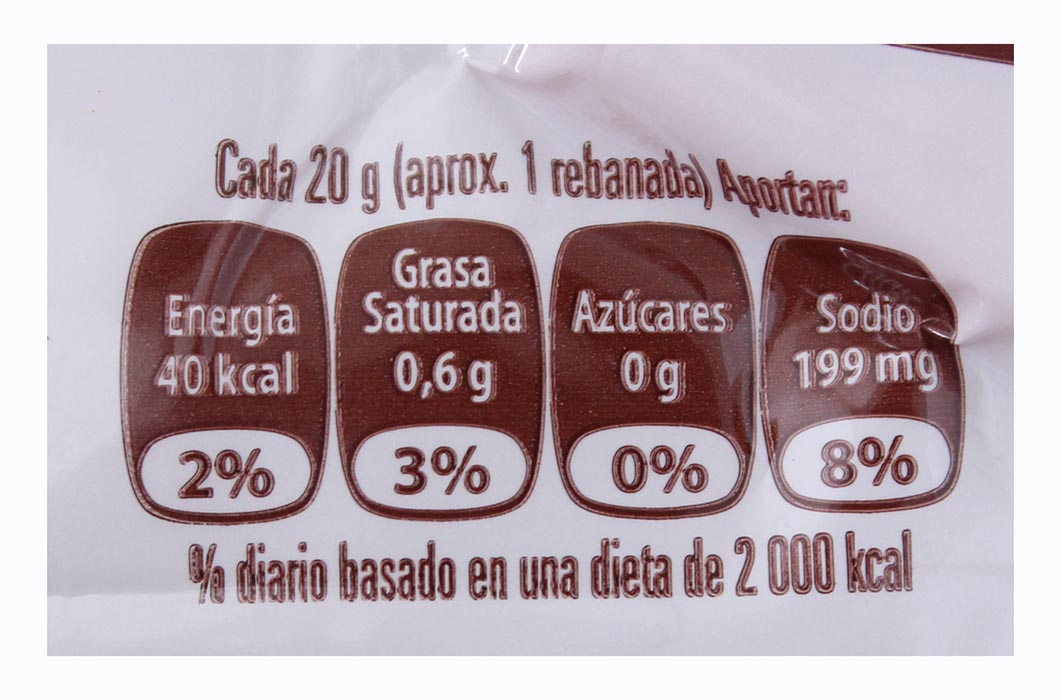 Cada 20 g (aprox. 1 rebanada) Aportan:
Energía
40 kcal
2%
Grasa
Saturada
0,6 g
3%
Azúcares
0 g
0%
Sodio
199 mg
8%
% diario basado en una dieta de 2 000 kcal